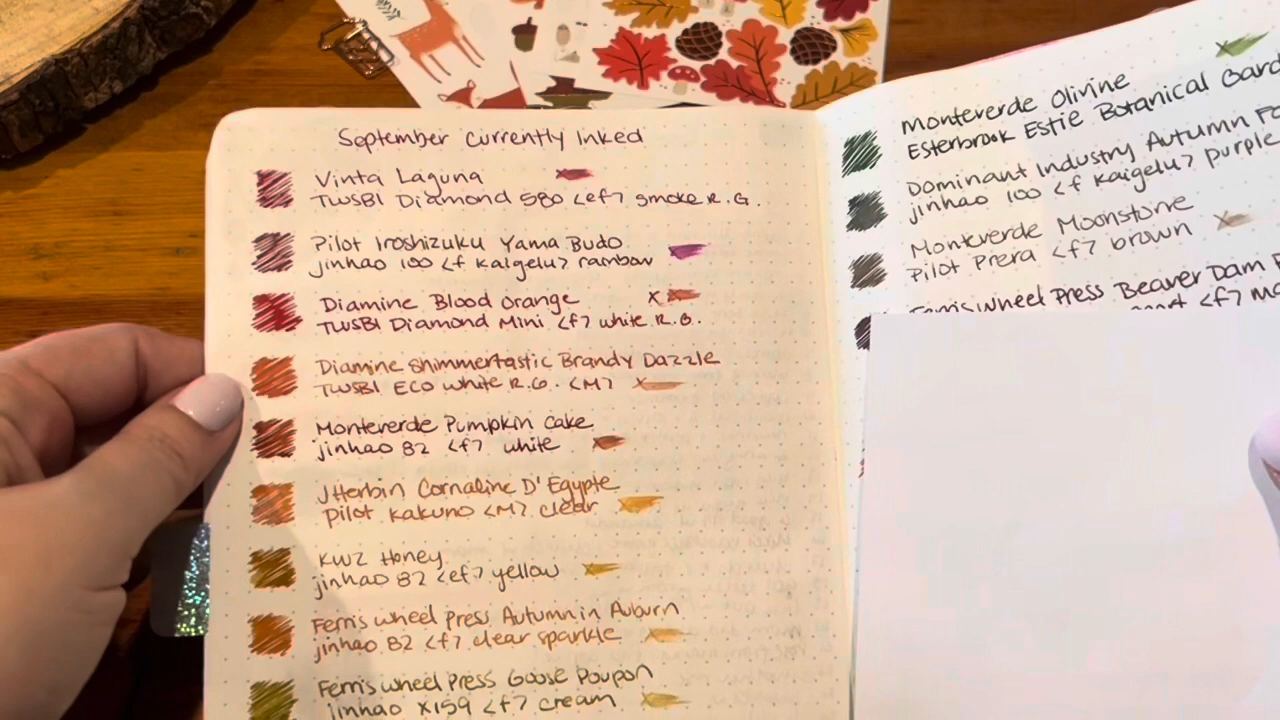 September Currently Inked
Vinta Laguna
TWSBI Diamond 580 <ef> smoke R.G.
Pilot Iroshizuku Yama Budo
jinhao 100 <f Kaigelu> rainbow
Diamine Blood Orange
TWSBI Diamond Mini <f> white R.G.
Diamine Shimmertastic Brandy Dazzle
TWSBI ECO white R.G. <M>
Monteverde Pumpkin Cake
jinhao 82 <f> white
JHerbin Cornaline D'Egypte
pilot kakuno <M> clear
KWZ Honey
jinhao 82 <ef> yellow
Ferris wheel press Autumn in Auburn
jinhao 82 <f> clear sparkle
Ferris wheel Press Goose Poupon
jinhao X159 <f> cream
Monteverde Olivine
Esterbrook Estie Botanical
Dominant Industry Autumn
jinhao 100 <f Kaigelu> purple
Monteverde Moonstone
Pilot Prera <f> brown
Ferris wheel Press Beaver Dam
<f>